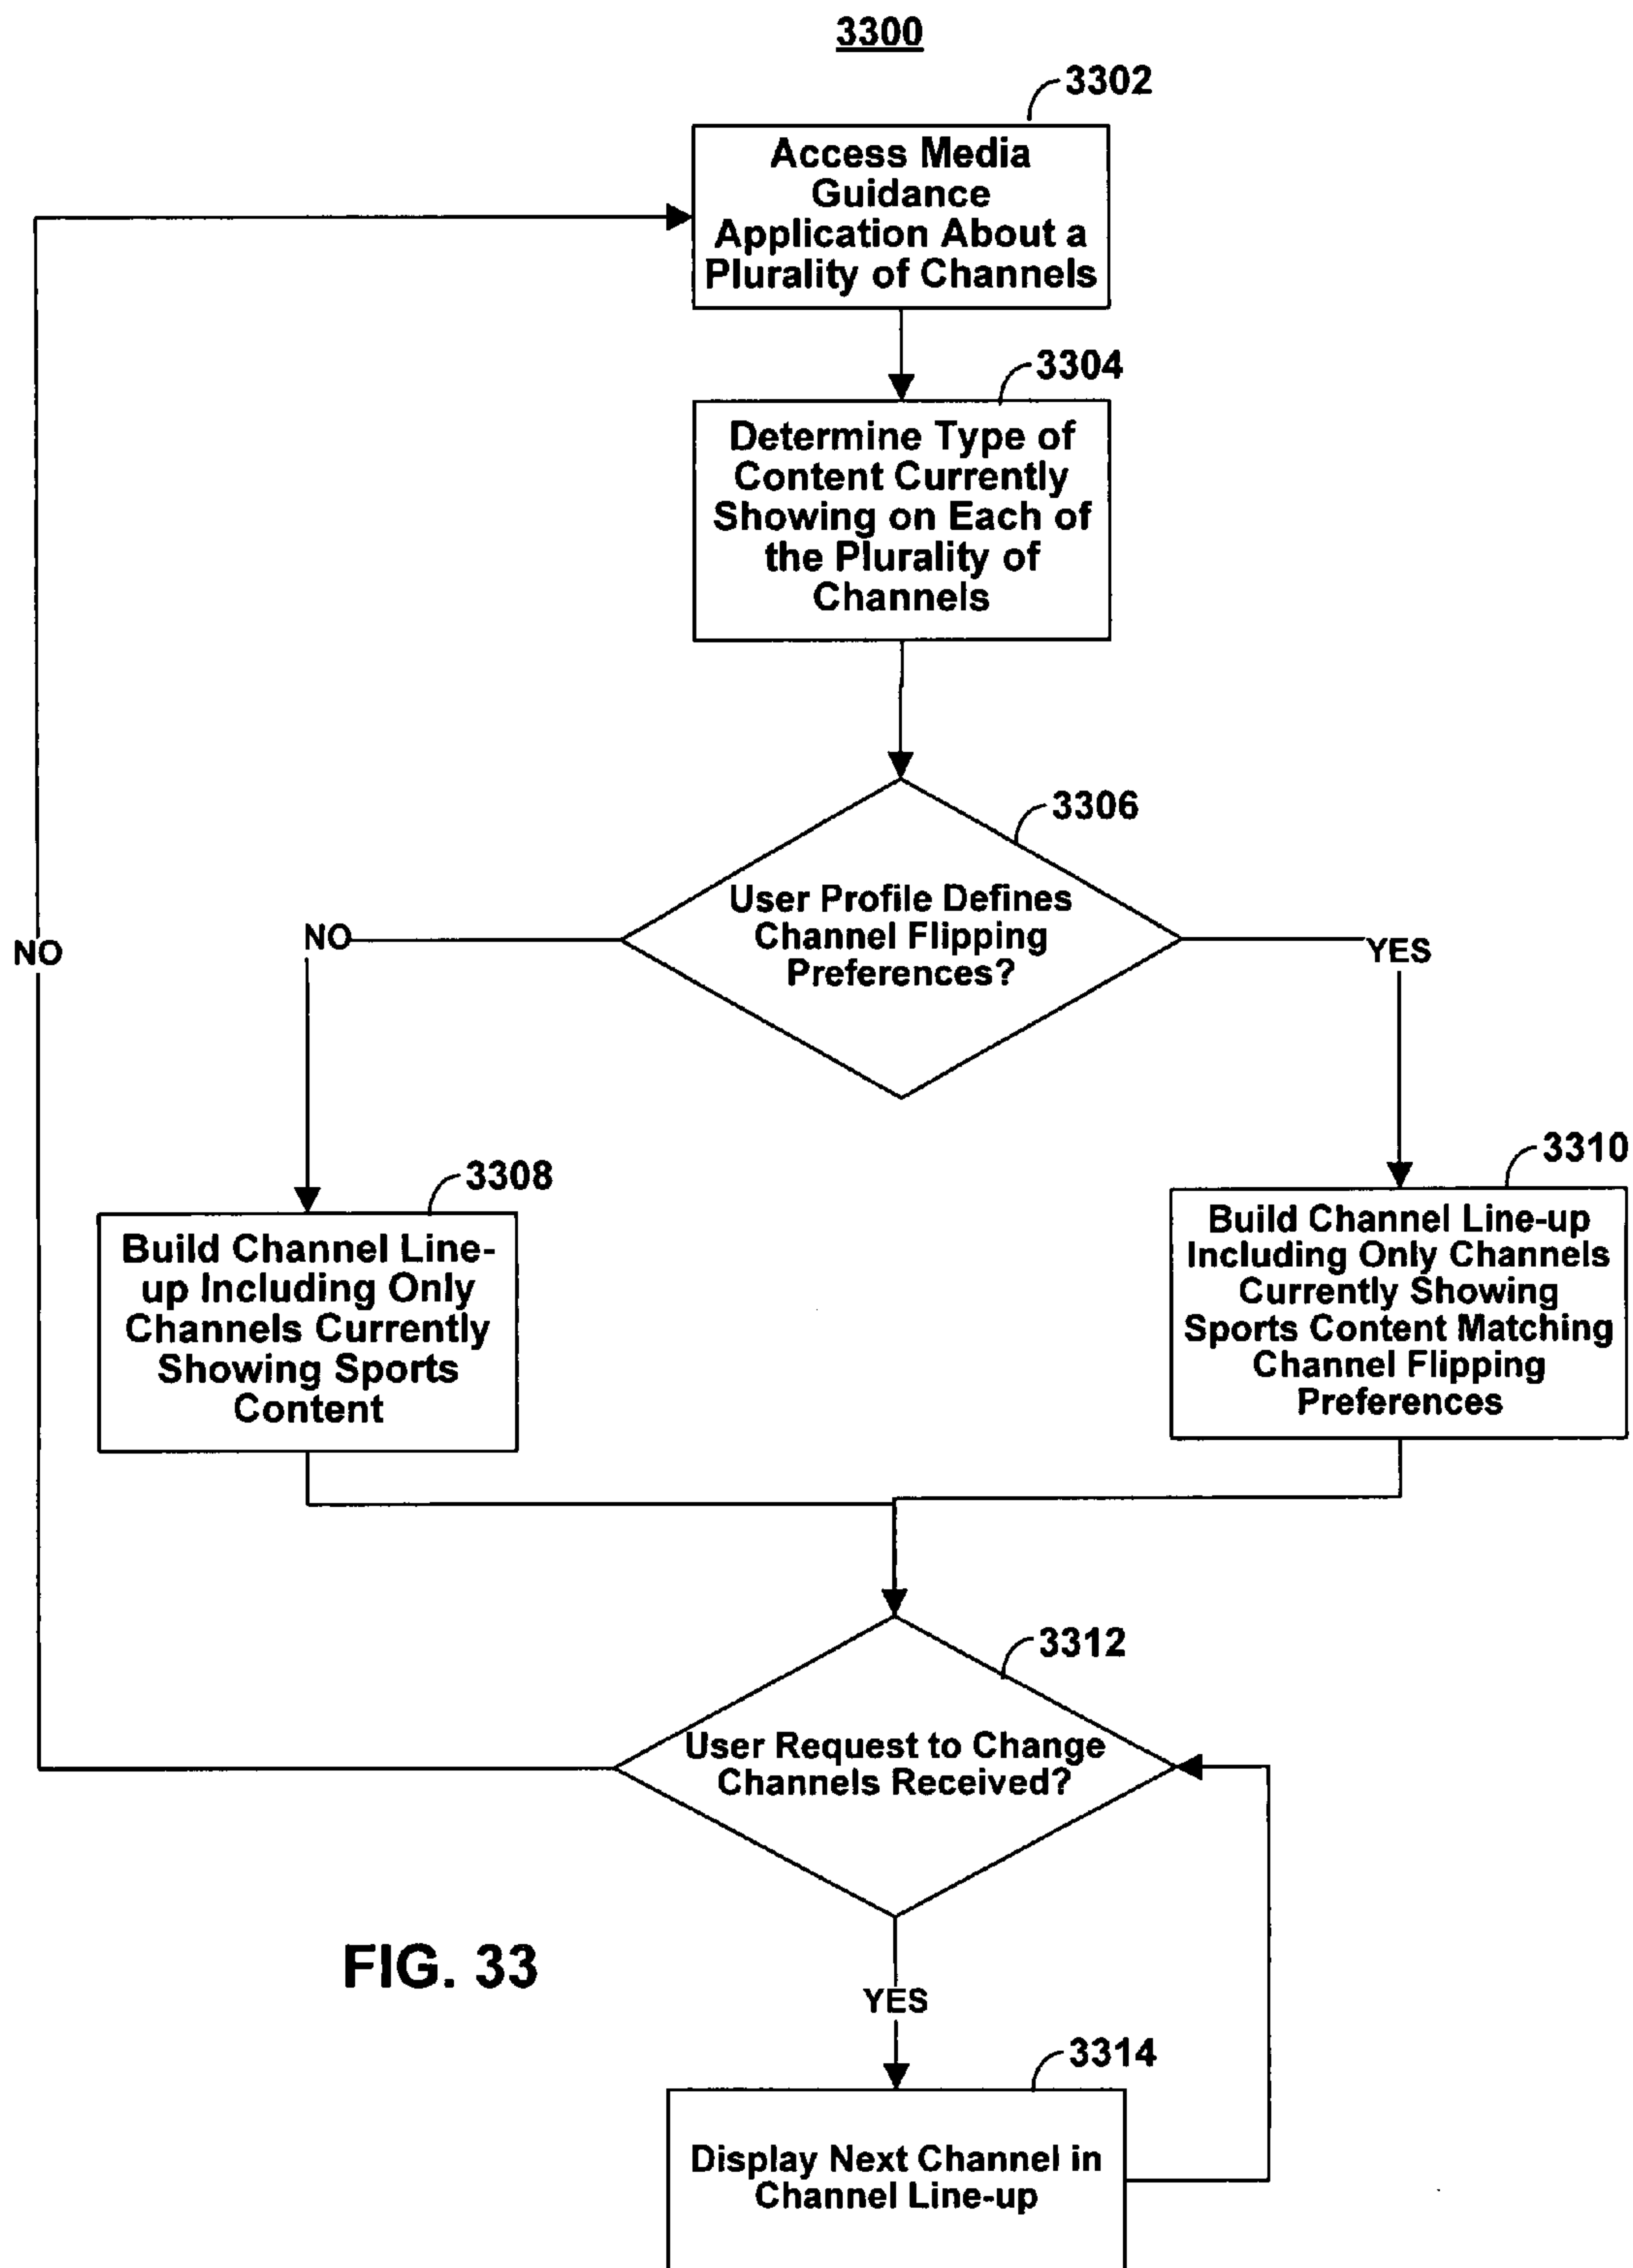 3300
3302
Access Media
Guidance
Application About a
Plurality of Channels
3304
Determine Type of
Content Currently
Showing on Each of
the Plurality of
Channels
3306
User Profile Defines
Channel Flipping
Preferences?
NO
NO
YES
3308
Build Channel Line-
up Including Only
Channels Currently
Showing Sports
Content
3310
Build Channel Line-up
Including Only Channels
Currently Showing
Sports Content Matching
Channel Flipping
Preferences
3312
User Request to Change
Channels Received?
FIG. 33
YES
3314
Display Next Channel in
Channel Line-up